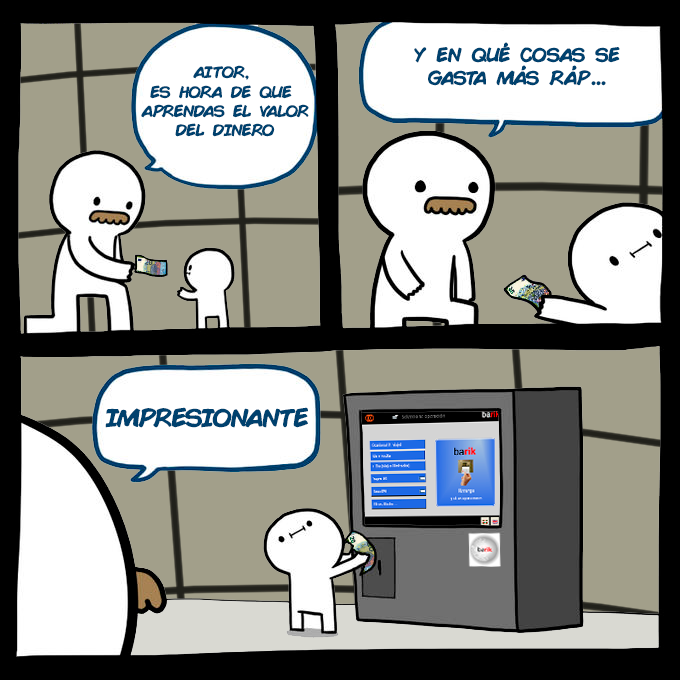 AITOR,
ES HORA DE QUE
APRENDAS EL VALOR
DEL DINERO
Y EN QUÉ COSAS SE
GASTA MÁS RÁP...
IMPRESIONANTE
barik
barik